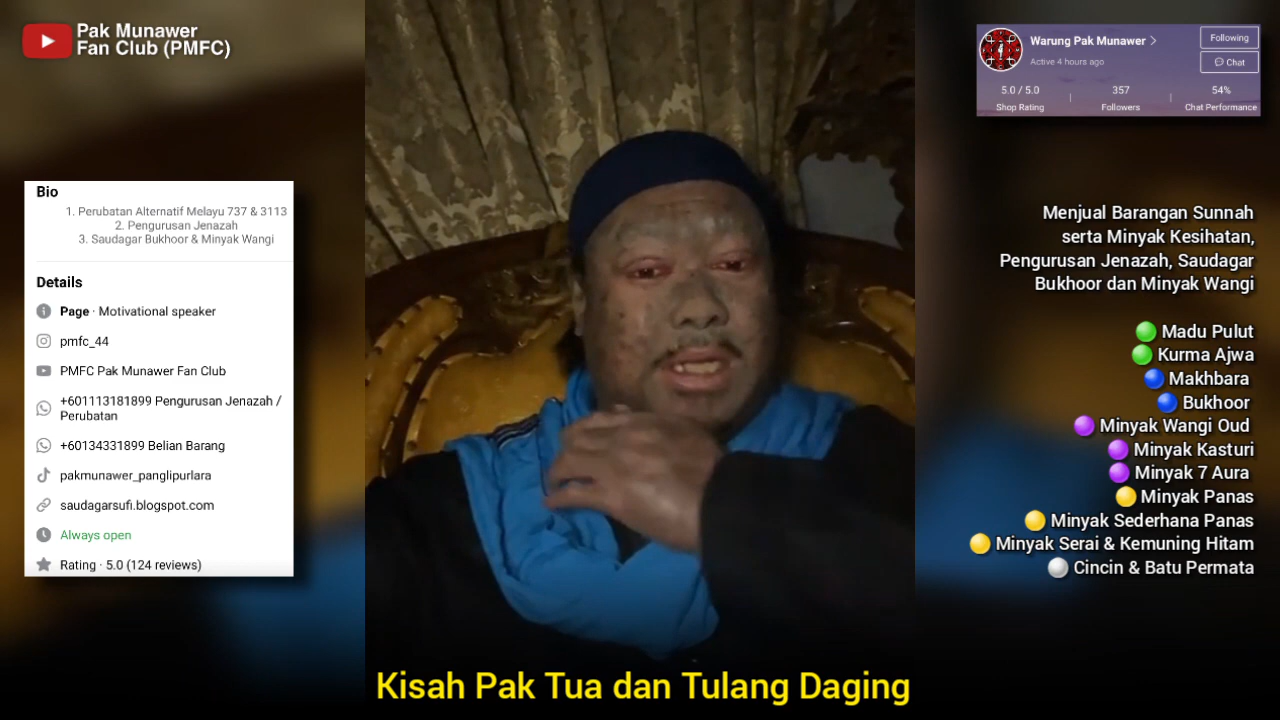 Pak Munawer
Fan Club (PMFC)
Bio
1. Perubatan Alternatif Melayu 737 & 3113
2. Pengurusan Jenazah
3. Saudagar Bukhoor & Minyak Wangi
Details
Page · Motivational speaker
pmfc_44
PMFC Pak Munawer Fan Club
+601113181899 Pengurusan Jenazah /
Perubatan
+60134331899 Belian Barang
pakmunawer_panglipurlara
saudagarsufi.blogspot.com
Always open
Rating · 5.0 (124 reviews)
Warung Pak Munawer
Following
Active 4 hours ago
Chat
5.0 / 5.0
357
54%
Shop Rating
Followers
Chat Performance
Menjual Barangan Sunnah
serta Minyak Kesihatan,
Pengurusan Jenazah, Saudagar
Bukhoor dan Minyak Wangi
Madu Pulut
Kurma Ajwa
Makhbara
Bukhoor
Minyak Wangi Oud
Minyak Kasturi
Minyak 7 Aura
Minyak Panas
Minyak Sederhana Panas
Minyak Serai & Kemuning Hitam
Cincin & Batu Permata
Kisah Pak Tua dan Tulang Daging